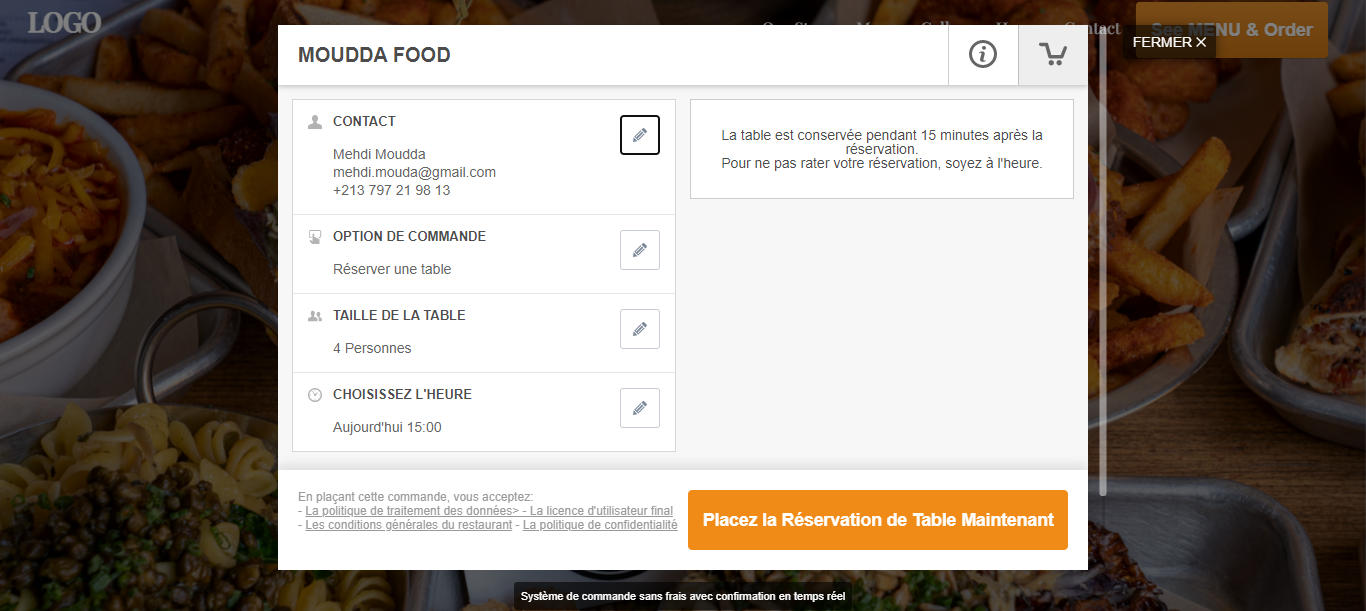 LOGO
Contact
See MENU & Order
FERMER ×
MOUDDA FOOD
CONTACT
Mehdi Moudda
mehdi.mouda@gmail.com
+213 797 21 98 13
OPTION DE COMMANDE
Réserver une table
TAILLE DE LA TABLE
4 Personnes
CHOISISSEZ L'HEURE
Aujourd'hui 15:00
La table est conservée pendant 15 minutes après la
réservation.
Pour ne pas rater votre réservation, soyez à l'heure.
En plaçant cette commande, vous acceptez:
- La politique de traitement des données> - La licence d'utilisateur final
- Les conditions générales du restaurant - La politique de confidentialité
Placez la Réservation de Table Maintenant
Système de commande sans frais avec confirmation en temps réel